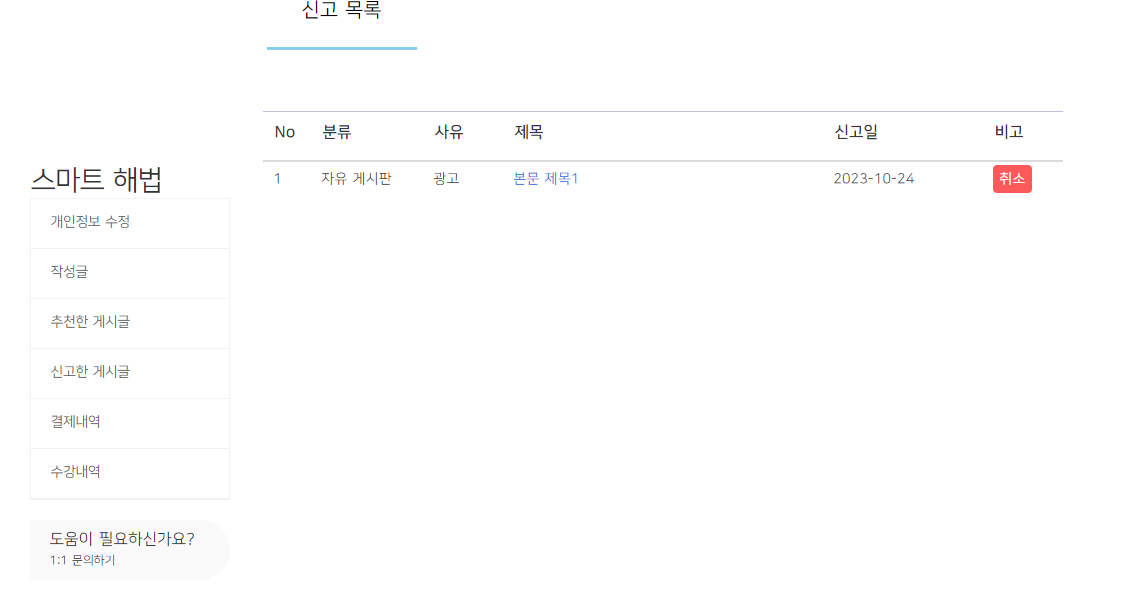 신고 목록
No 분류 사유 제목 신고일 비고
1 자유 게시판 광고 본문 제목1 2023-10-24 취소
스마트 해법
개인정보 수정
작성글
추천한 게시글
신고한 게시글
결제내역
수강내역
도움이 필요하신가요?
1:1 문의하기